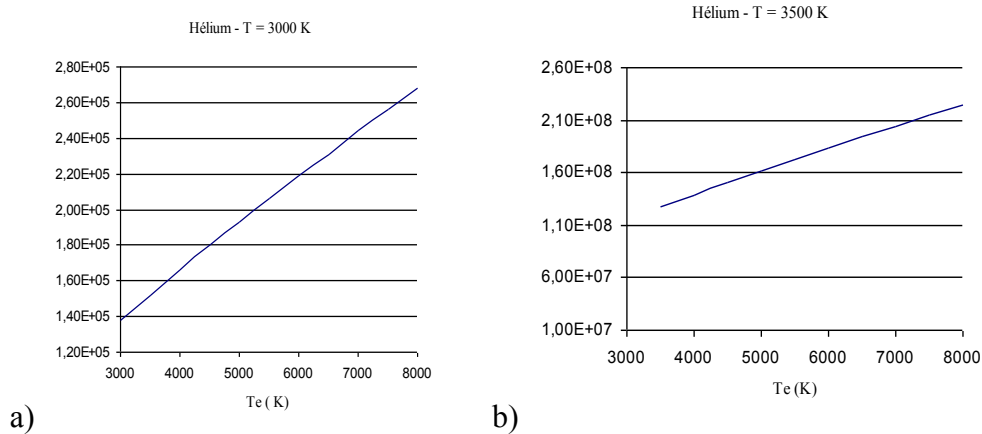 Hélium - T = 3000 K
2,80E+05
2,60E+05
2,40E+05
2,20E+05
2,00E+05
1,80E+05
1,60E+05
1,40E+05
1,20E+05
3000 4000 5000 6000 7000 8000
Te ( K)
a)
Hélium - T = 3500 K
2,60E+08
2,10E+08
1,60E+08
1,10E+08
6,00E+07
1,00E+07
3000 4000 5000 6000 7000 8000
Te ( K)
b)